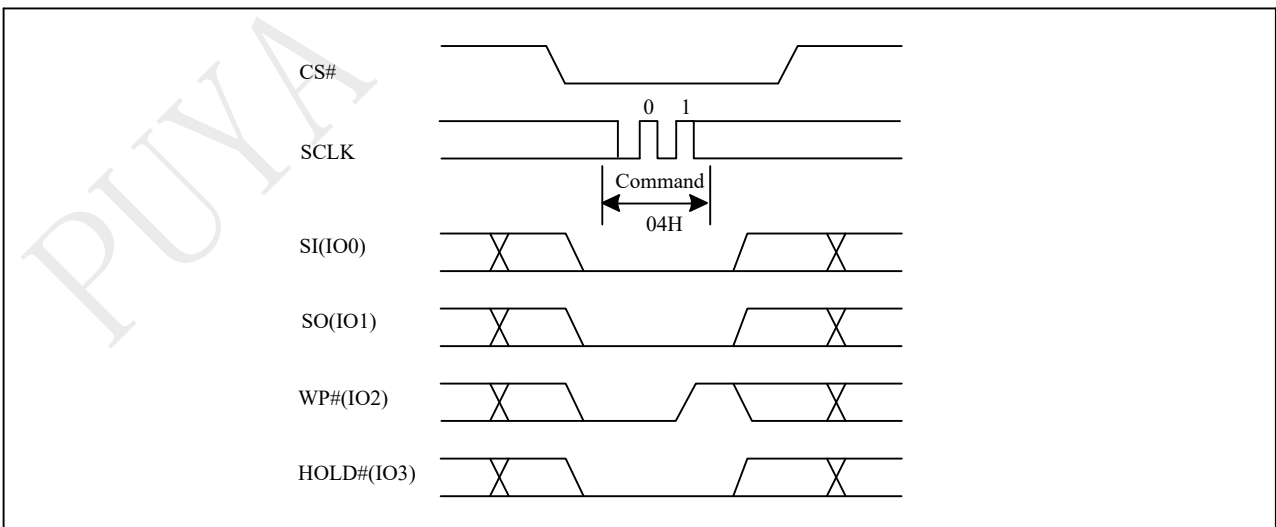 PUYA
CS#
0 1
SCLK
Command
04H
SI(IO0)
SO(IO1)
WP#(IO2)
HOLD#(IO3)